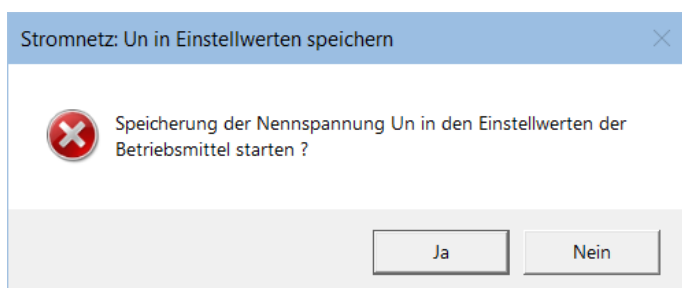 Stromnetz: Un in Einstellwerten speichern
Speicherung der Nennspannung Un in den Einstellwerten der
Betriebsmittel starten ?
Ja
Nein